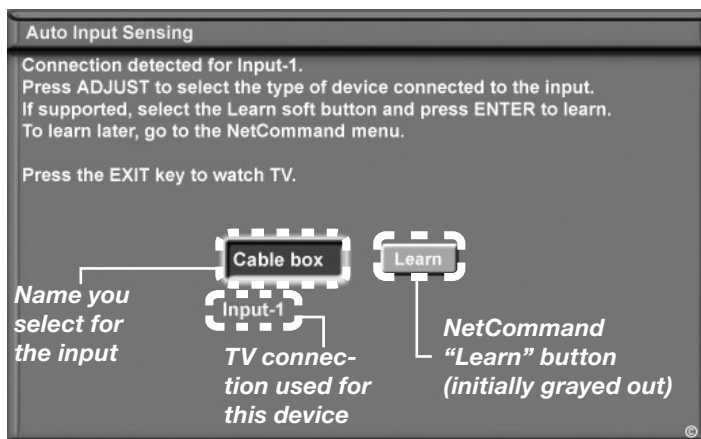 Auto Input Sensing
Connection detected for Input-1.
Press ADJUST to select the type of device connected to the input.
If supported, select the Learn soft button and press ENTER to learn.
To learn later, go to the NetCommand menu.
Press the EXIT key to watch TV.
Cable box
Learn
Input-1
Name you
select for
the input
TV connec-
tion used for
this device
NetCommand
“Learn” button
(initially grayed out)
©